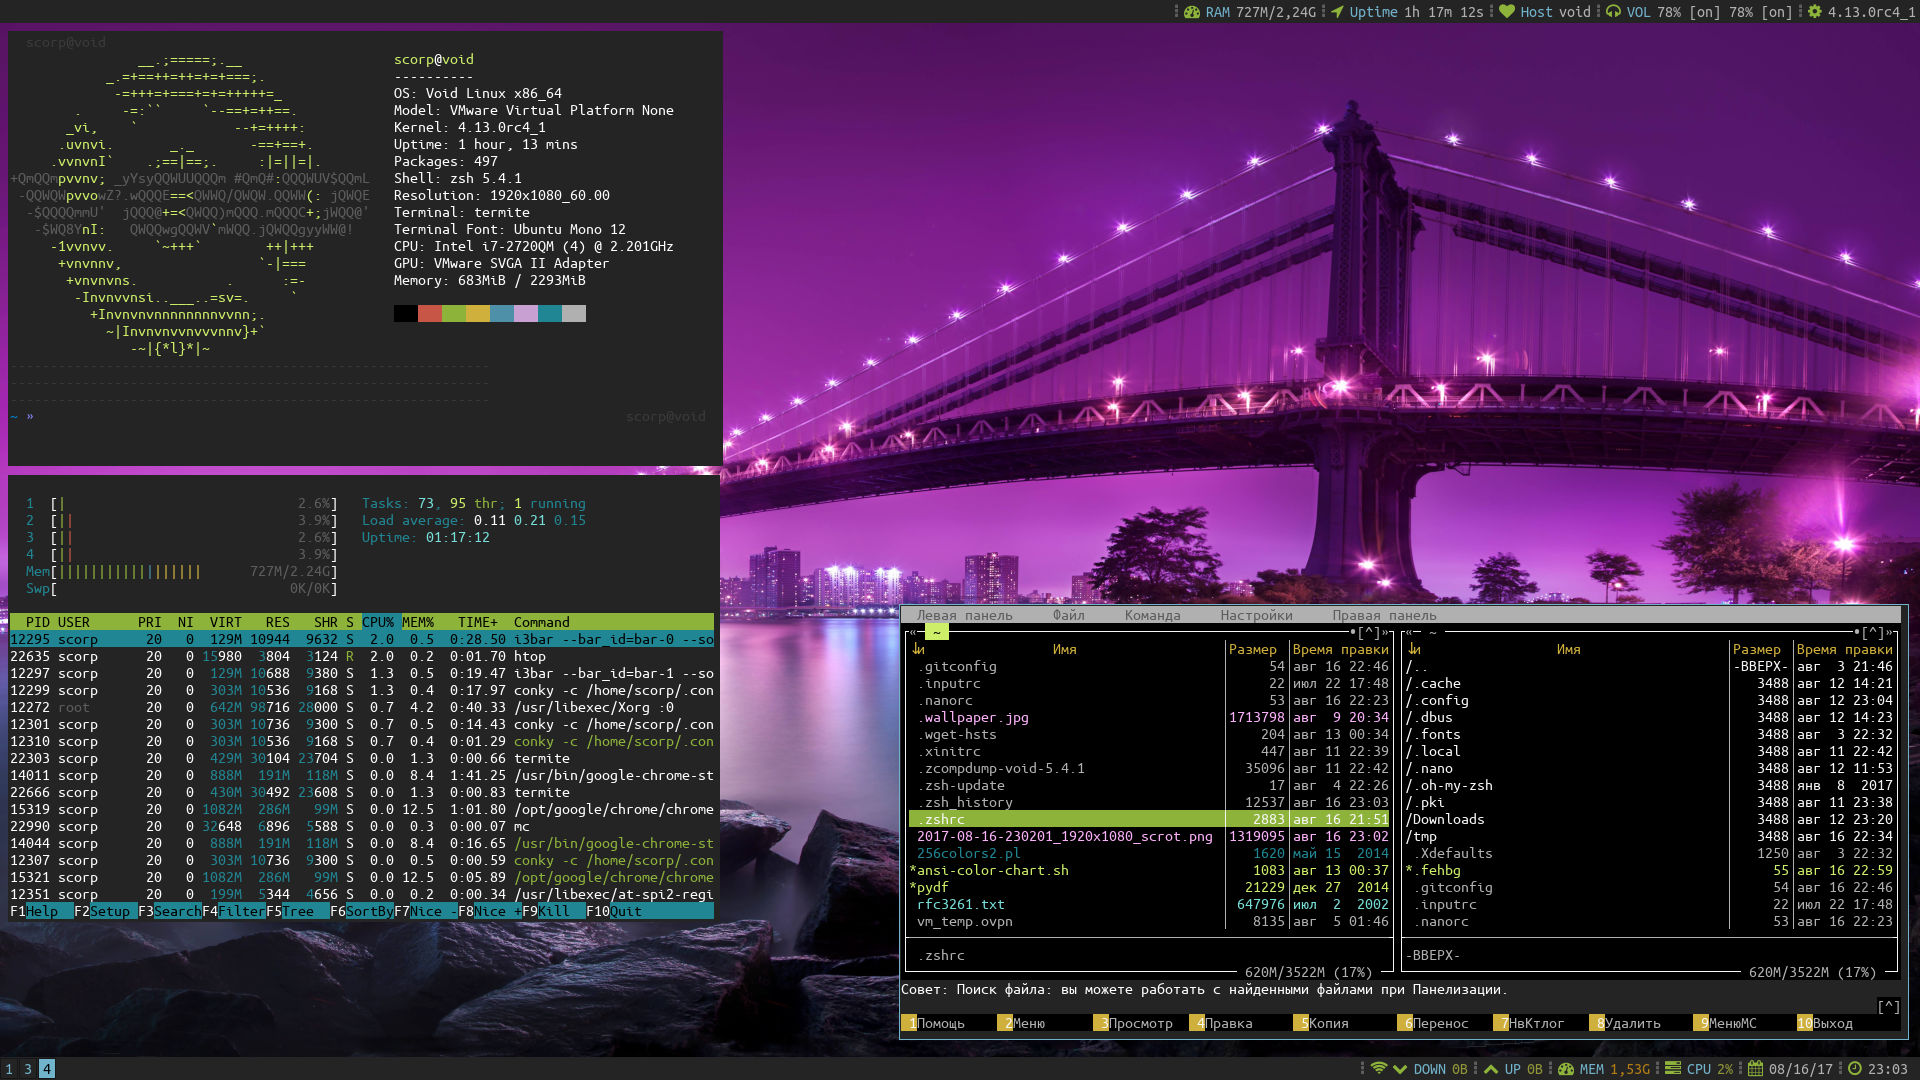 RAM 727M/2,24G Uptime 1h 17m 12s Host void VOL 78% [on] 78% [on] 4.13.0rc4_1
scorp@void
scorp@void
----------
OS: Void Linux x86_64
Model: VMware Virtual Platform None
Kernel: 4.13.0rc4_1
Uptime: 1 hour, 13 mins
Packages: 497
Shell: zsh 5.4.1
Resolution: 1920x1080_60.00
Terminal: termite
Terminal Font: Ubuntu Mono 12
CPU: Intel i7-2720QM (4) @ 2.201GHz
GPU: VMware SVGA II Adapter
Memory: 683MiB / 2293MiB
~ »
scorp@void
1 [| 2.6%] Tasks: 73, 95 thr; 1 running
2 [|| 3.9%] Load average: 0.11 0.21 0.15
3 [|| 2.6%] Uptime: 01:17:12
4 [|| 3.9%]
Mem[|||||||||||||||||| 727M/2.24G]
Swp[ 0K/0K]
PID USER PRI NI VIRT RES SHR S CPU% MEM% TIME+ Command
12295 scorp 20 0 129M 10944 9632 S 2.0 0.5 0:28.50 i3bar --bar_id=bar-0 --so
22635 scorp 20 0 15980 3804 3124 R 2.0 0.2 0:01.70 htop
12297 scorp 20 0 129M 10688 9380 S 1.3 0.5 0:19.47 i3bar --bar_id=bar-1 --so
12299 scorp 20 0 303M 10536 9168 S 1.3 0.4 0:17.97 conky -c /home/scorp/.con
12272 root 20 0 642M 98716 28000 S 0.7 4.2 0:40.33 /usr/libexec/Xorg :0
12301 scorp 20 0 303M 10736 9300 S 0.7 0.5 0:14.43 conky -c /home/scorp/.con
12310 scorp 20 0 303M 10536 9168 S 0.7 0.4 0:01.29 conky -c /home/scorp/.con
22303 scorp 20 0 429M 30104 23704 S 0.0 1.3 0:00.66 termite
14011 scorp 20 0 888M 191M 118M S 0.0 8.4 1:41.25 /usr/bin/google-chrome-st
22666 scorp 20 0 430M 30492 23608 S 0.0 1.3 0:00.83 termite
15319 scorp 20 0 1082M 286M 99M S 0.0 12.5 1:01.80 /opt/google/chrome/chrome
22990 scorp 20 0 32648 6896 5588 S 0.0 0.3 0:00.07 mc
14044 scorp 20 0 888M 191M 118M S 0.0 8.4 0:16.65 /usr/bin/google-chrome-st
12307 scorp 20 0 303M 10736 9300 S 0.0 0.5 0:00.59 conky -c /home/scorp/.con
15321 scorp 20 0 1082M 286M 99M S 0.0 12.5 0:05.89 /opt/google/chrome/chrome
12351 scorp 20 0 199M 5344 4656 S 0.0 0.2 0:00.34 /usr/libexec/at-spi2-regi
F1Help F2Setup F3SearchF4FilterF5Tree F6SortByF7Nice -F8Nice +F9Kill F10Quit
Левая панель Файл Команда Настройки Правая панель
«─ ~ •[^]»
↓и Имя Размер Время правки
.gitconfig 54 авг 16 22:46
.inputrc 22 июл 22 17:48
.nanorc 53 авг 16 22:23
.wallpaper.jpg 1713798 авг 9 20:34
.wget-hsts 204 авг 13 00:34
.xinitrc 447 авг 11 22:39
.zcompdump-void-5.4.1 35096 авг 11 22:42
.zsh-update 17 авг 4 22:26
.zsh_history 12537 авг 16 23:03
.zshrc 2883 авг 16 21:51
2017-08-16-230201_1920x1080_scrot.png 1319095 авг 16 23:02
256colors2.pl 1620 май 15 2014
*ansi-color-chart.sh 1083 авг 13 00:37
*pydf 21229 дек 27 2014
rfc3261.txt 647976 июл 2 2002
vm_temp.ovpn 8135 авг 5 01:46
.zshrc
620M/3522M (17%)
«─ ~ •[^]»
↓и Имя Размер Время правки
/.. -ВВЕРХ- авг 3 21:46
/.cache 3488 авг 12 14:21
/.config 3488 авг 12 23:04
/.dbus 3488 авг 12 14:23
/.fonts 3488 авг 3 22:32
/.local 3488 авг 11 22:42
/.nano 3488 авг 12 11:53
/.oh-my-zsh 3488 янв 8 2017
/.pki 3488 авг 11 23:38
/Downloads 3488 авг 12 23:20
/tmp 3488 авг 16 22:34
.Xdefaults 1250 авг 3 22:32
*.fehbg 55 авг 16 22:59
.gitconfig 54 авг 16 22:46
.inputrc 22 июл 22 17:48
.nanorc 53 авг 16 22:23
-ВВЕРХ-
620M/3522M (17%)
Совет: Поиск файла: вы можете работать с найденными файлами при Панелизации.
[^]
1Помощь 2Меню 3Просмотр 4Правка 5Копия 6Перенос 7НвКтлог 8Удалить 9МенюМС 10Выход
1 3 4
DOWN 0B UP 0B MEM 1,53G CPU 2% 08/16/17 23:03